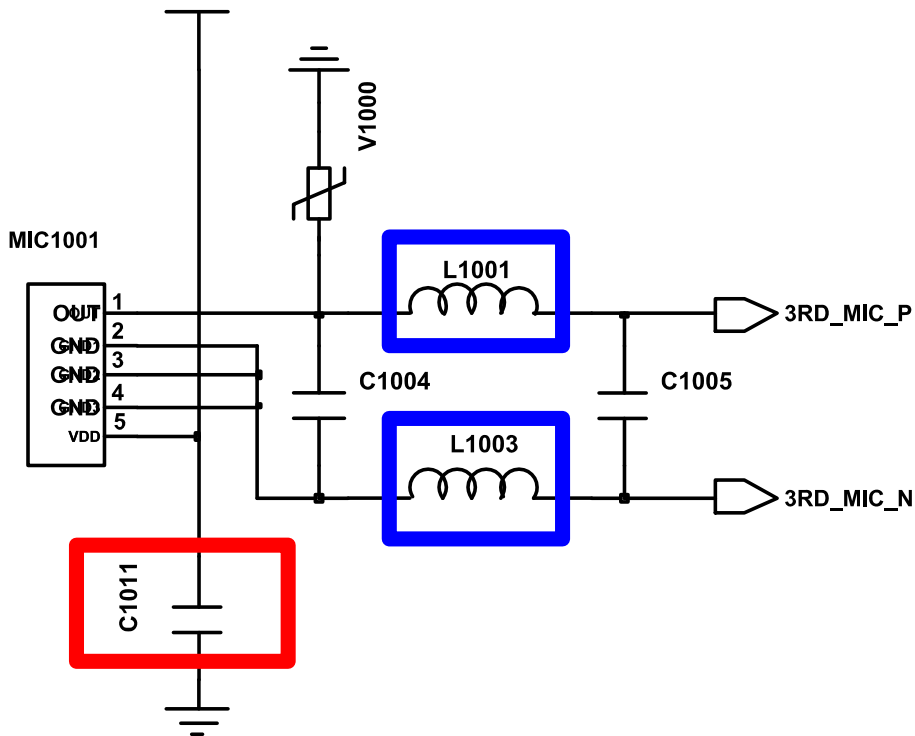 V1000
MIC1001
OUT 1
GND 2
GND 3
GND 4
VDD 5
L1001
3RD_MIC_P
C1004
C1005
L1003
3RD_MIC_N
C1011